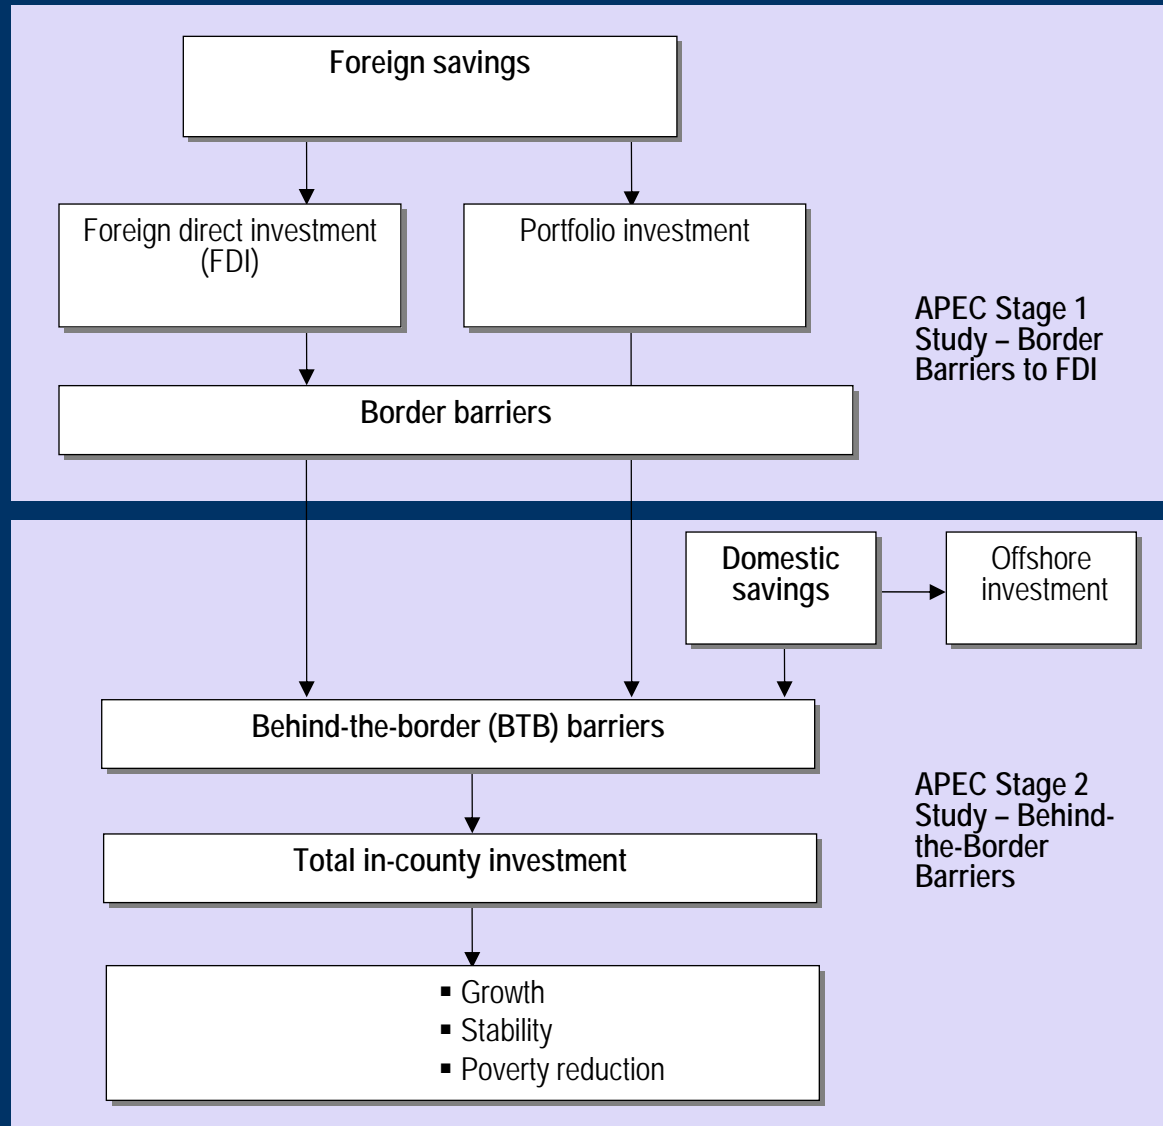 Foreign savings
Foreign direct investment
(FDI)
Portfolio investment
APEC Stage 1
Study – Border
Barriers to FDI
Border barriers
Domestic
savings
Offshore
investment
Behind-the-border (BTB) barriers
APEC Stage 2
Study – Behind-
the-Border
Barriers
Total in-county investment
▪ Growth
▪ Stability
▪ Poverty reduction